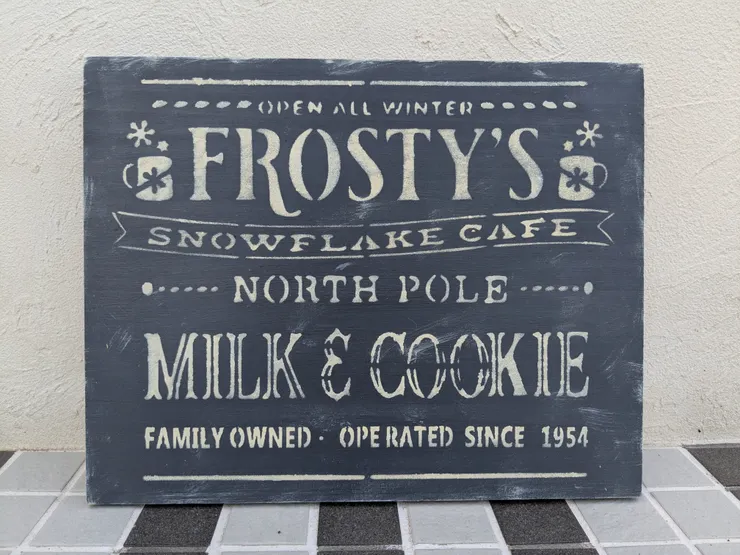 OPEN ALL WINTER
FROSTY'S
SNOWFLAKE CAFE
NORTH POLE
MILK & COOKIE
FAMILY OWNED · OPERATED SINCE 1954